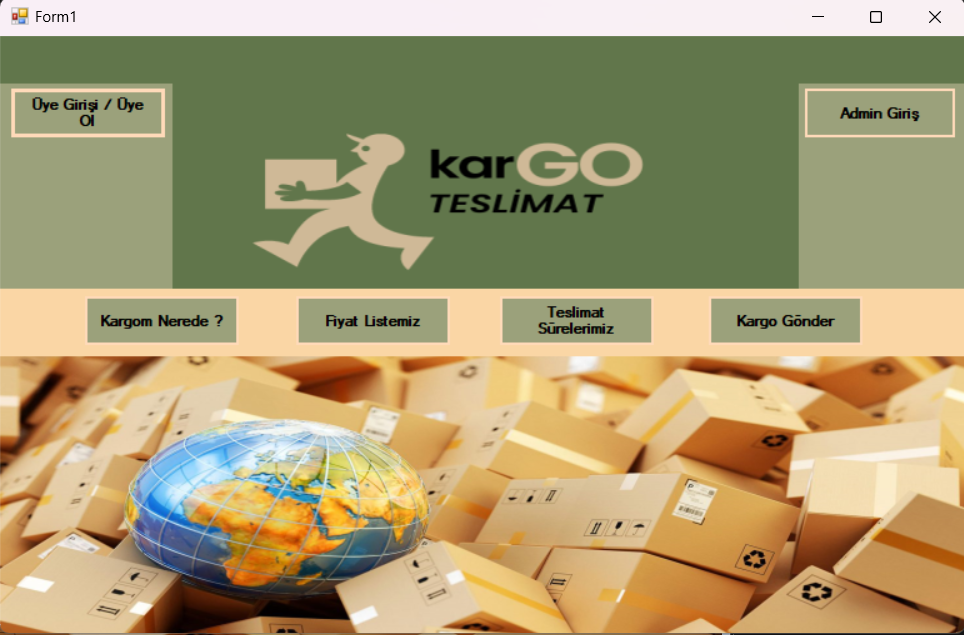 Form1
Üye Girişi / Üye
Ol
Admin Giriş
karGO
TESLİMAT
Kargom Nerede ?
Fiyat Listemiz
Teslimat
Sürelerimiz
Kargo Gönder